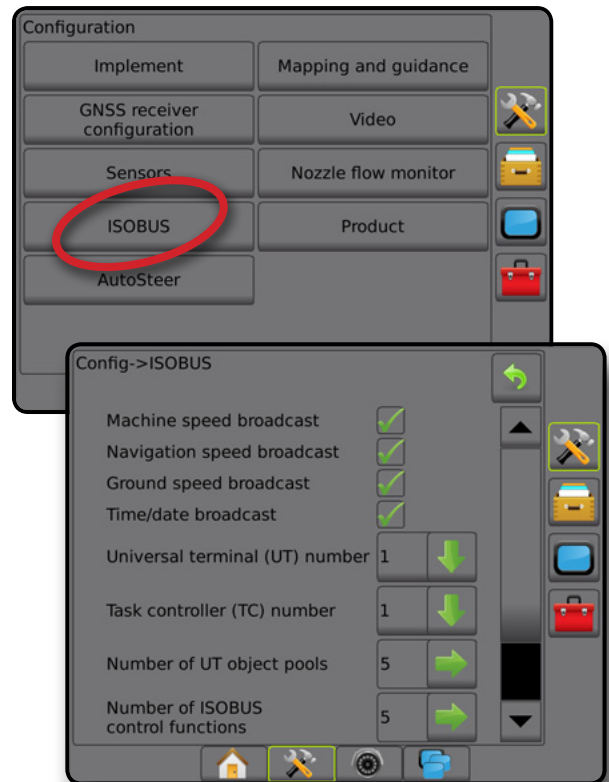 Configuration
Implement
Mapping and guidance
GNSS receiver
configuration
Video
Sensors
Nozzle flow monitor
ISOBUS
Product
AutoSteer
Config->ISOBUS
Machine speed broadcast
Navigation speed broadcast
Ground speed broadcast
Time/date broadcast
Universal terminal (UT) number 1
Task controller (TC) number 1
Number of UT object pools 5
Number of ISOBUS
control functions 5